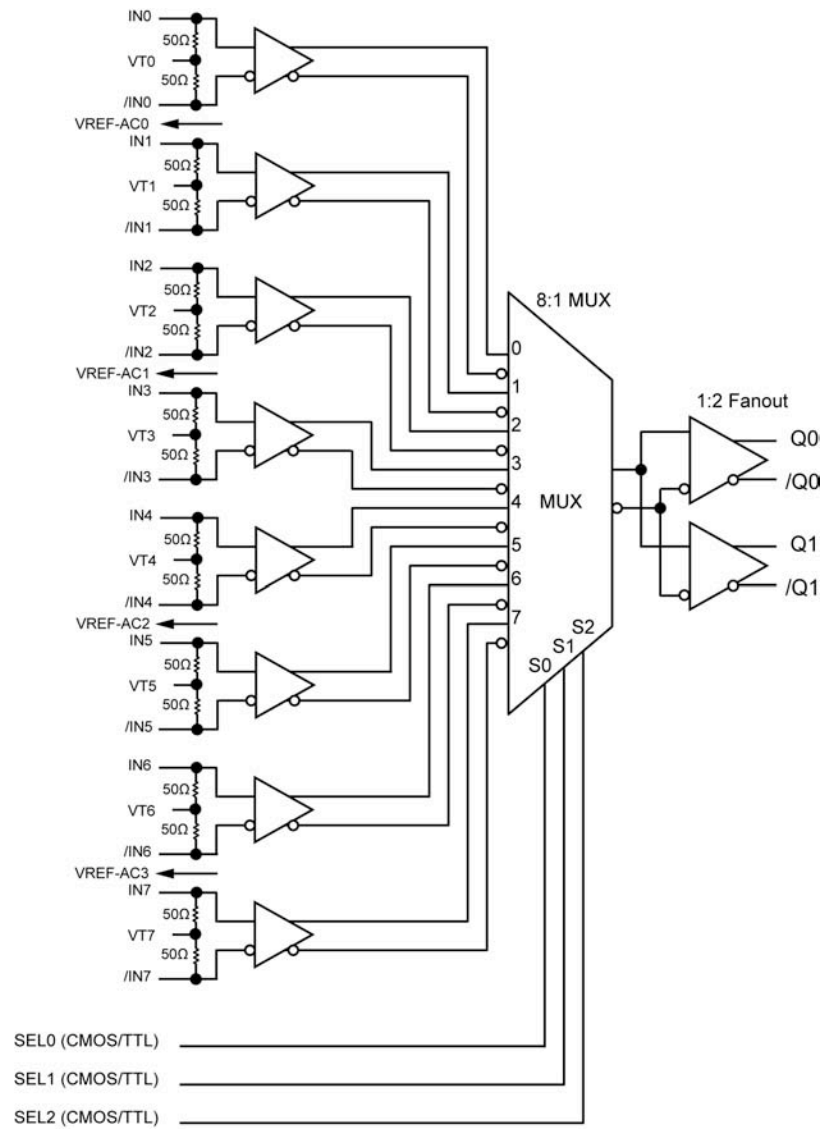 IN0
50Ω
VT0
50Ω
/IN0
VREF-AC0
IN1
50Ω
VT1
50Ω
/IN1
IN2
50Ω
VT2
50Ω
/IN2
VREF-AC1
IN3
50Ω
VT3
50Ω
/IN3
IN4
50Ω
VT4
50Ω
/IN4
VREF-AC2
IN5
50Ω
VT5
50Ω
/IN5
IN6
50Ω
VT6
50Ω
/IN6
VREF-AC3
IN7
50Ω
VT7
50Ω
/IN7
8:1 MUX
0
1
2
3
4
5
6
7
MUX
S0
S1
S2
1:2 Fanout
Q0
/Q0
Q1
/Q1
SEL0 (CMOS/TTL)
SEL1 (CMOS/TTL)
SEL2 (CMOS/TTL)